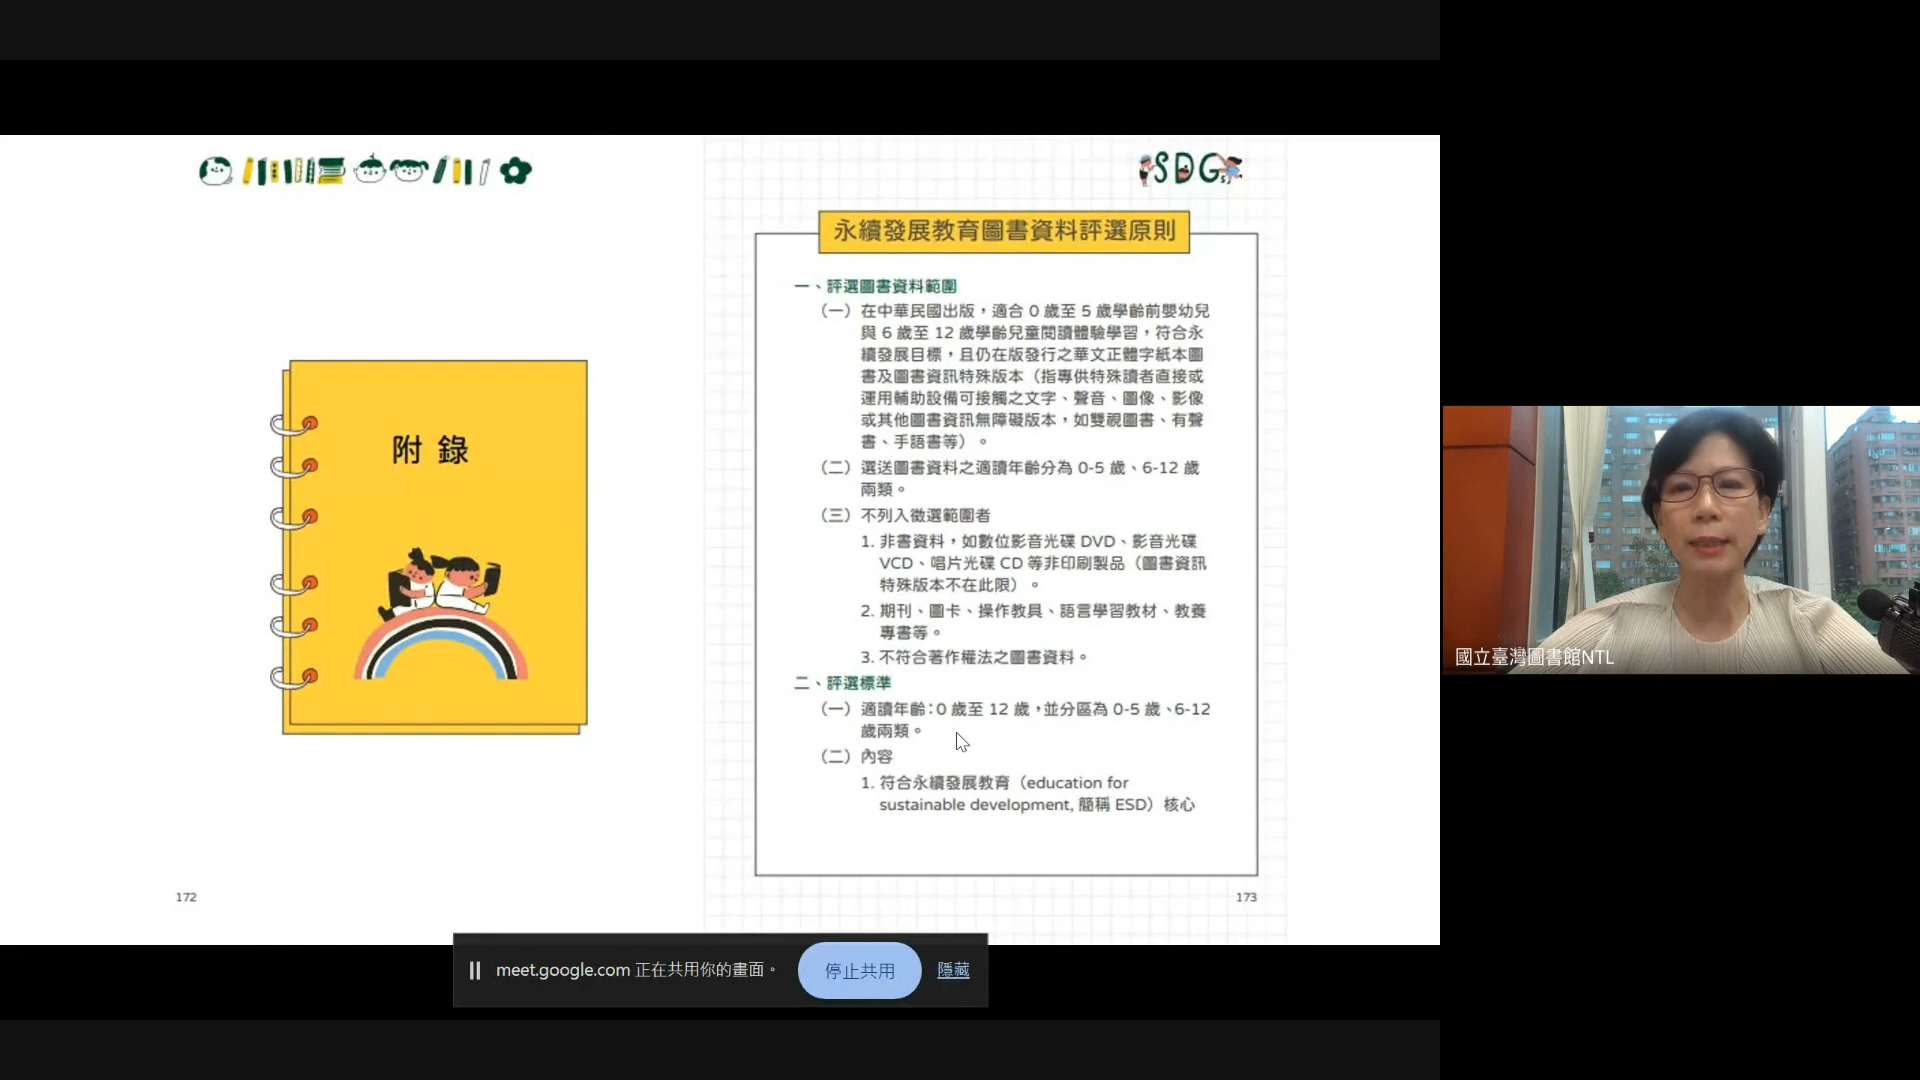 SDGs
附錄
172
永續發展教育圖書資料評選原則
一、評選圖書資料範圍
（一）在中華民國出版，適合 0 歲至 5 歲學齡前嬰幼兒
與 6 歲至 12 歲學齡兒童閱讀體驗學習，符合永
續發展目標，且仍在版發行之華文正體字紙本圖
書及圖書資訊特殊版本（指專供特殊讀者直接或
運用輔助設備可接觸之文字、聲音、圖像、影像
或其他圖書資訊無障礙版本，如雙視圖書、有聲
書、手語書等）。
（二）選送圖書資料之適讀年齡分為 0-5 歲、6-12 歲
兩類。
（三）不列入徵選範圍者
1. 非書資料，如數位影音光碟 DVD、影音光碟
VCD、唱片光碟 CD 等非印刷製品（圖書資訊
特殊版本不在此限）。
2. 期刊、圖卡、操作教具、語言學習教材、教養
專書等。
3. 不符合著作權法之圖書資料。
二、評選標準
（一）適讀年齡：0 歲至 12 歲，並分區為 0-5 歲、6-12
歲兩類。
（二）內容
1. 符合永續發展教育（education for
sustainable development, 簡稱 ESD）核心
173
國立臺灣圖書館NTL
meet.google.com 正在共用你的畫面。
停止共用
隱藏